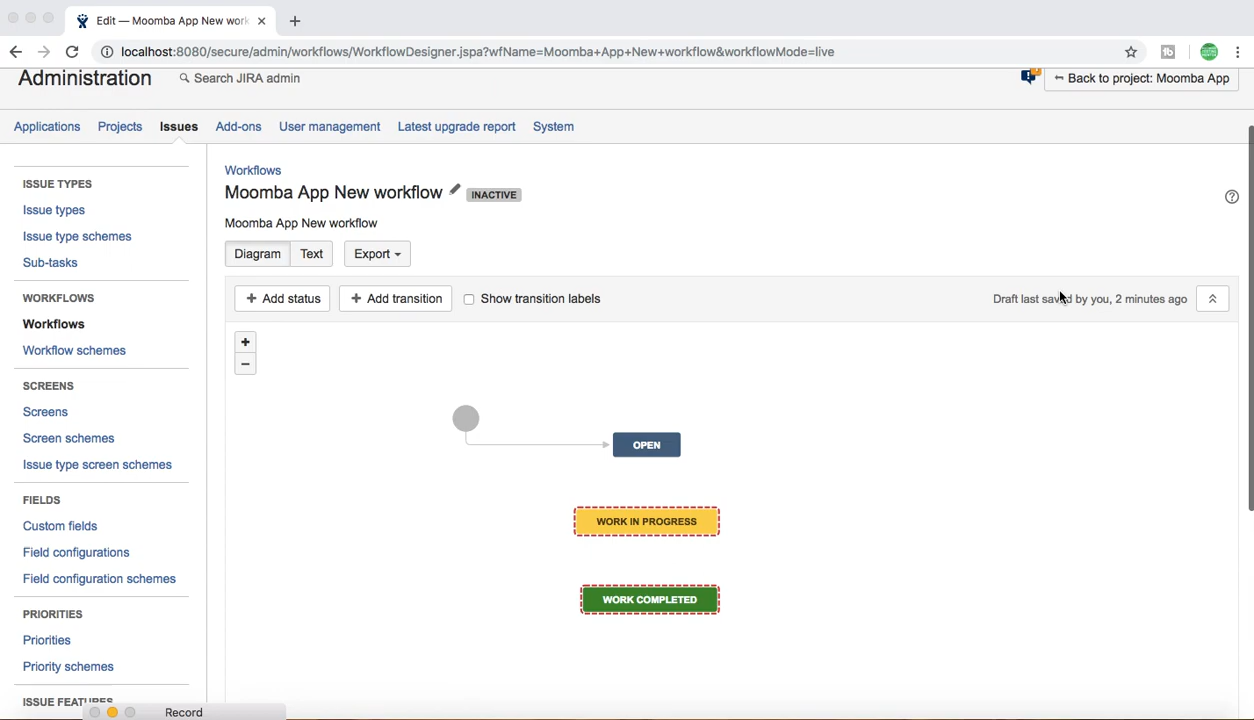 Edit — Moomba App New work
localhost:8080/secure/admin/workflows/WorkflowDesigner.jspa?wfName=Moomba+App+New+workflow&workflowMode=live
Administration
Search JIRA admin
Back to project: Moomba App
Applications Projects Issues Add-ons User management Latest upgrade report System
ISSUE TYPES
Issue types
Issue type schemes
Sub-tasks
WORKFLOWS
Workflows
Workflow schemes
SCREENS
Screens
Screen schemes
Issue type screen schemes
FIELDS
Custom fields
Field configurations
Field configuration schemes
PRIORITIES
Priorities
Priority schemes
ISSUE FEATURES
Workflows
Moomba App New workflow INACTIVE
Moomba App New workflow
Diagram Text Export
+ Add status + Add transition Show transition labels Draft last saved by you, 2 minutes ago
+
−
OPEN
WORK IN PROGRESS
WORK COMPLETED
Record